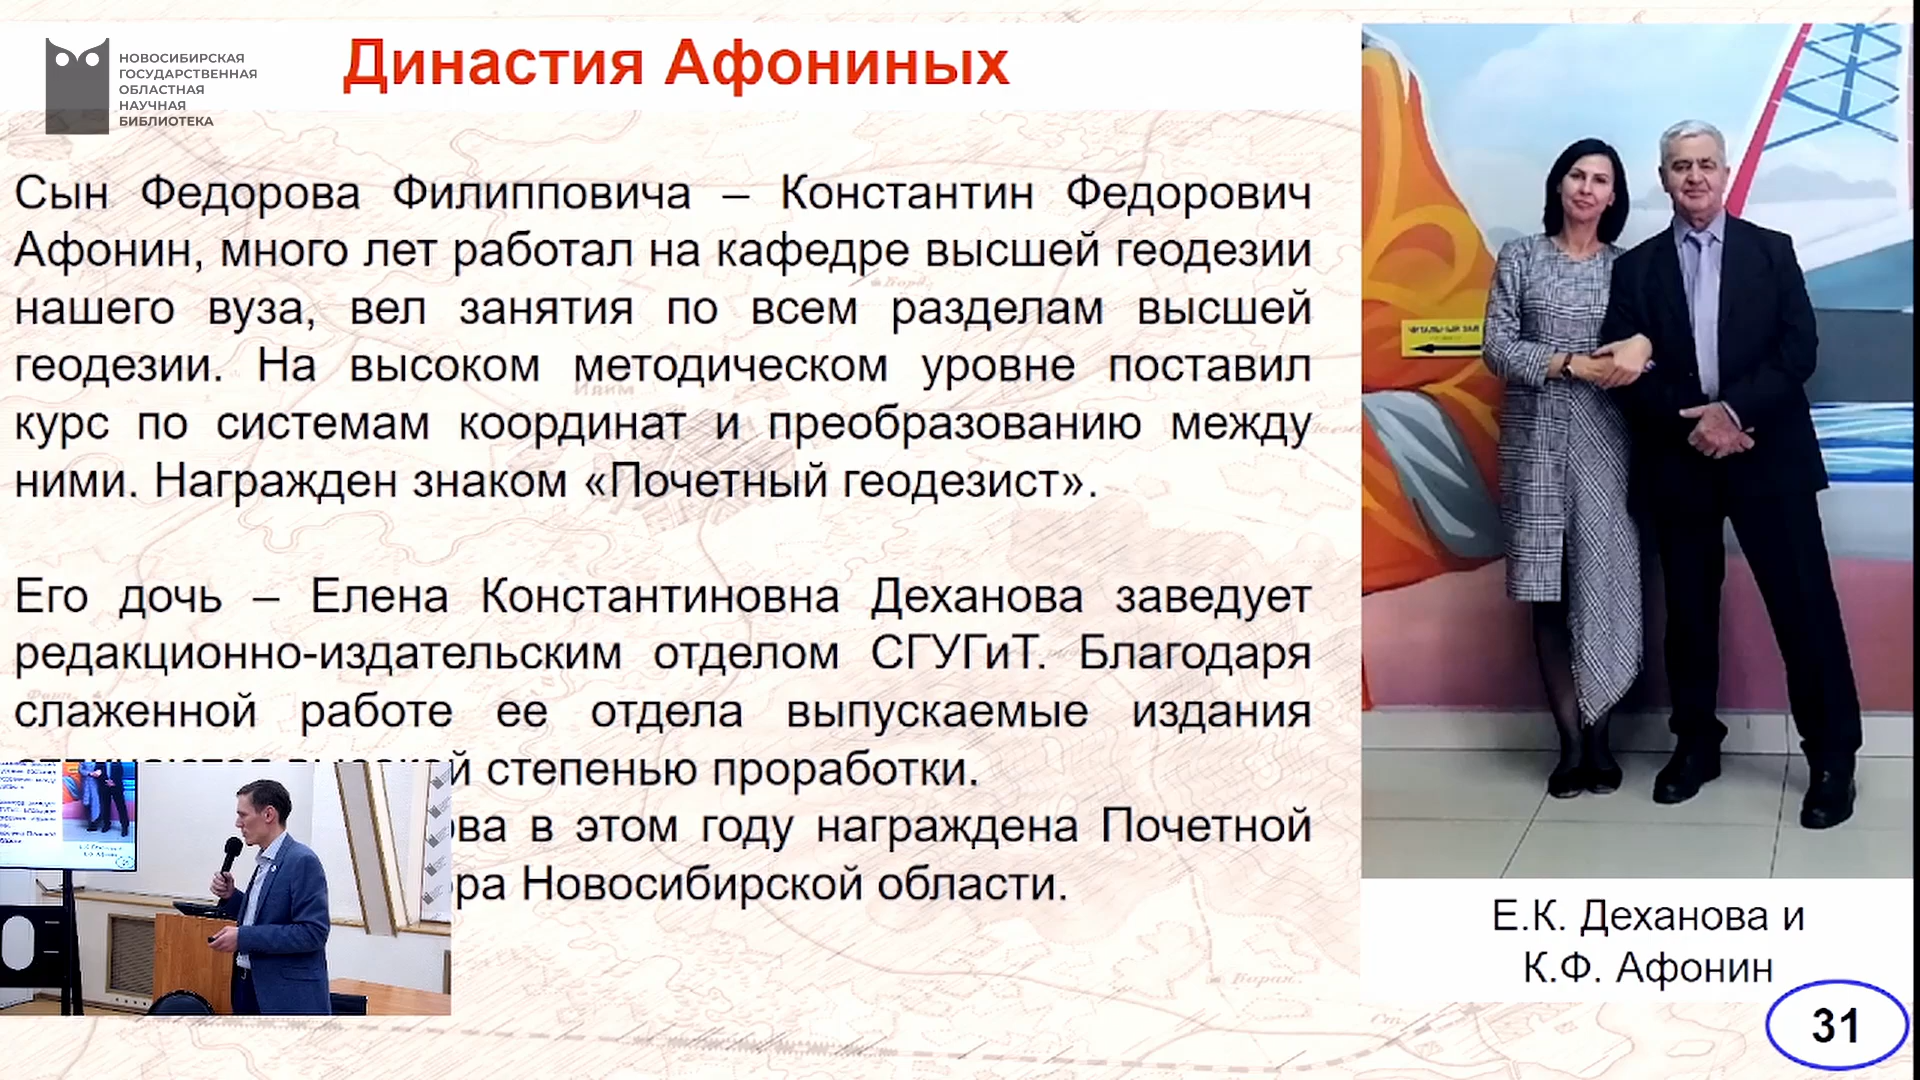 НОВОСИБИРСКАЯ
ГОСУДАРСТВЕННАЯ
ОБЛАСТНАЯ
НАУЧНАЯ
БИБЛИОТЕКА
Династия Афониных
Сын Федорова Филипповича – Константин Федорович
Афонин, много лет работал на кафедре высшей геодезии
нашего вуза, вел занятия по всем разделам высшей
геодезии. На высоком методическом уровне поставил
курс по системам координат и преобразованию между
ними. Награжден знаком «Почетный геодезист».
Его дочь – Елена Константиновна Деханова заведует
редакционно-издательским отделом СГУГиТ. Благодаря
слаженной работе ее отдела выпускаемые издания
степенью проработки.
в этом году награждена Почетной
Новосибирской области.
ЧИТАЛЬНЫЙ ЗАЛ
Е.К. Деханова и
К.Ф. Афонин
31